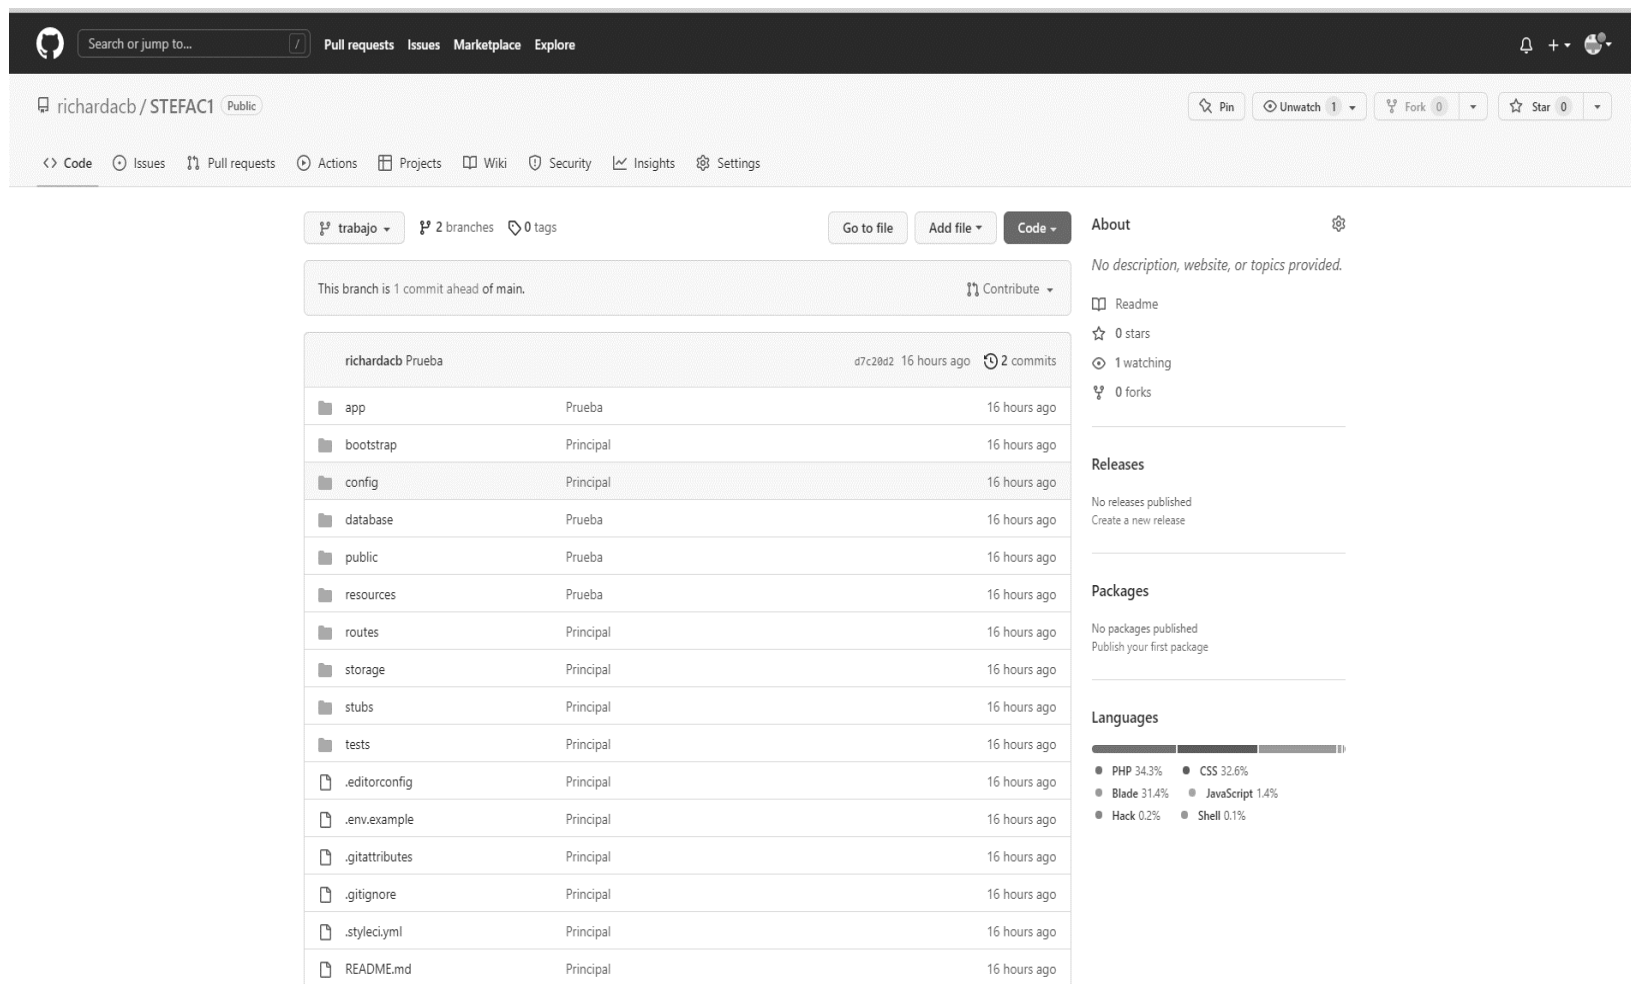 Search or jump to... / Pull requests Issues Marketplace Explore
richardacb / STEFAC1 Public Pin Unwatch 1 Fork 0 Star 0
Code Issues Pull requests Actions Projects Wiki Security Insights Settings
trabajo 2 branches 0 tags Go to file Add file Code
This branch is 1 commit ahead of main. Contribute
richardacb Prueba d7c20d2 16 hours ago 2 commits
app Prueba 16 hours ago
bootstrap Principal 16 hours ago
config Principal 16 hours ago
database Prueba 16 hours ago
public Prueba 16 hours ago
resources Prueba 16 hours ago
routes Principal 16 hours ago
storage Principal 16 hours ago
stubs Principal 16 hours ago
tests Principal 16 hours ago
.editorconfig Principal 16 hours ago
.env.example Principal 16 hours ago
.gitattributes Principal 16 hours ago
.gitignore Principal 16 hours ago
.styleci.yml Principal 16 hours ago
README.md Principal 16 hours ago
About
No description, website, or topics provided.
Readme
0 stars
1 watching
0 forks
Releases
No releases published
Create a new release
Packages
No packages published
Publish your first package
Languages
PHP 34.3% CSS 32.6%
Blade 31.4% JavaScript 1.4%
Hack 0.2% Shell 0.1%